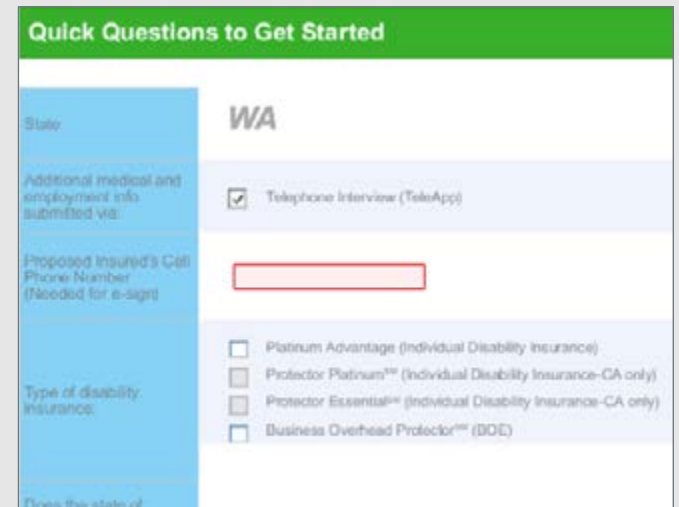 Quick Questions to Get Started
State
WA
Additional medical and
employment info
submitted via:
Telephone Interview (TeleApp)
Proposed Insured's Cell
Phone Number
(Needed for e-sign)
Type of disability
insurance:
Platinum Advantage (Individual Disability Insurance)
Protector Platinum℠ (Individual Disability Insurance-CA only)
Protector Essential℠ (Individual Disability Insurance-CA only)
Business Overhead Protector℠ (BOE)
Does the state of